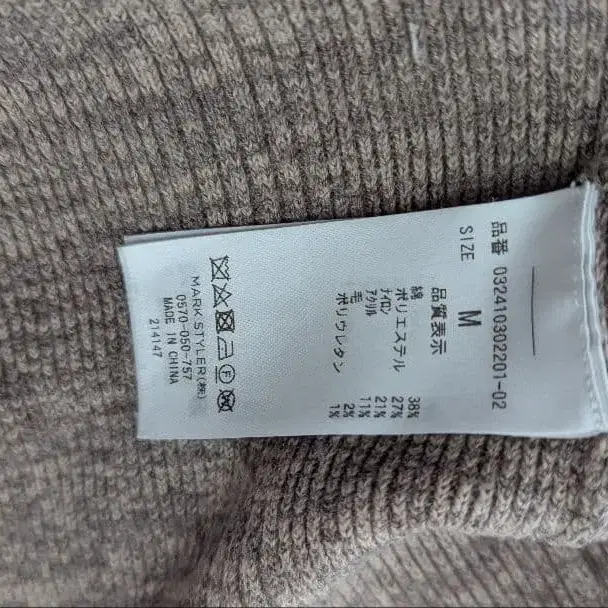 品番 032410302201-02
SIZE M
品質表示
綿 38%
ポリエステル 27%
ナイロン 21%
アクリル 11%
毛 2%
ポリウレタン 1%
MARK STYLER(株)
0570-050-757
MADE IN CHINA
214147